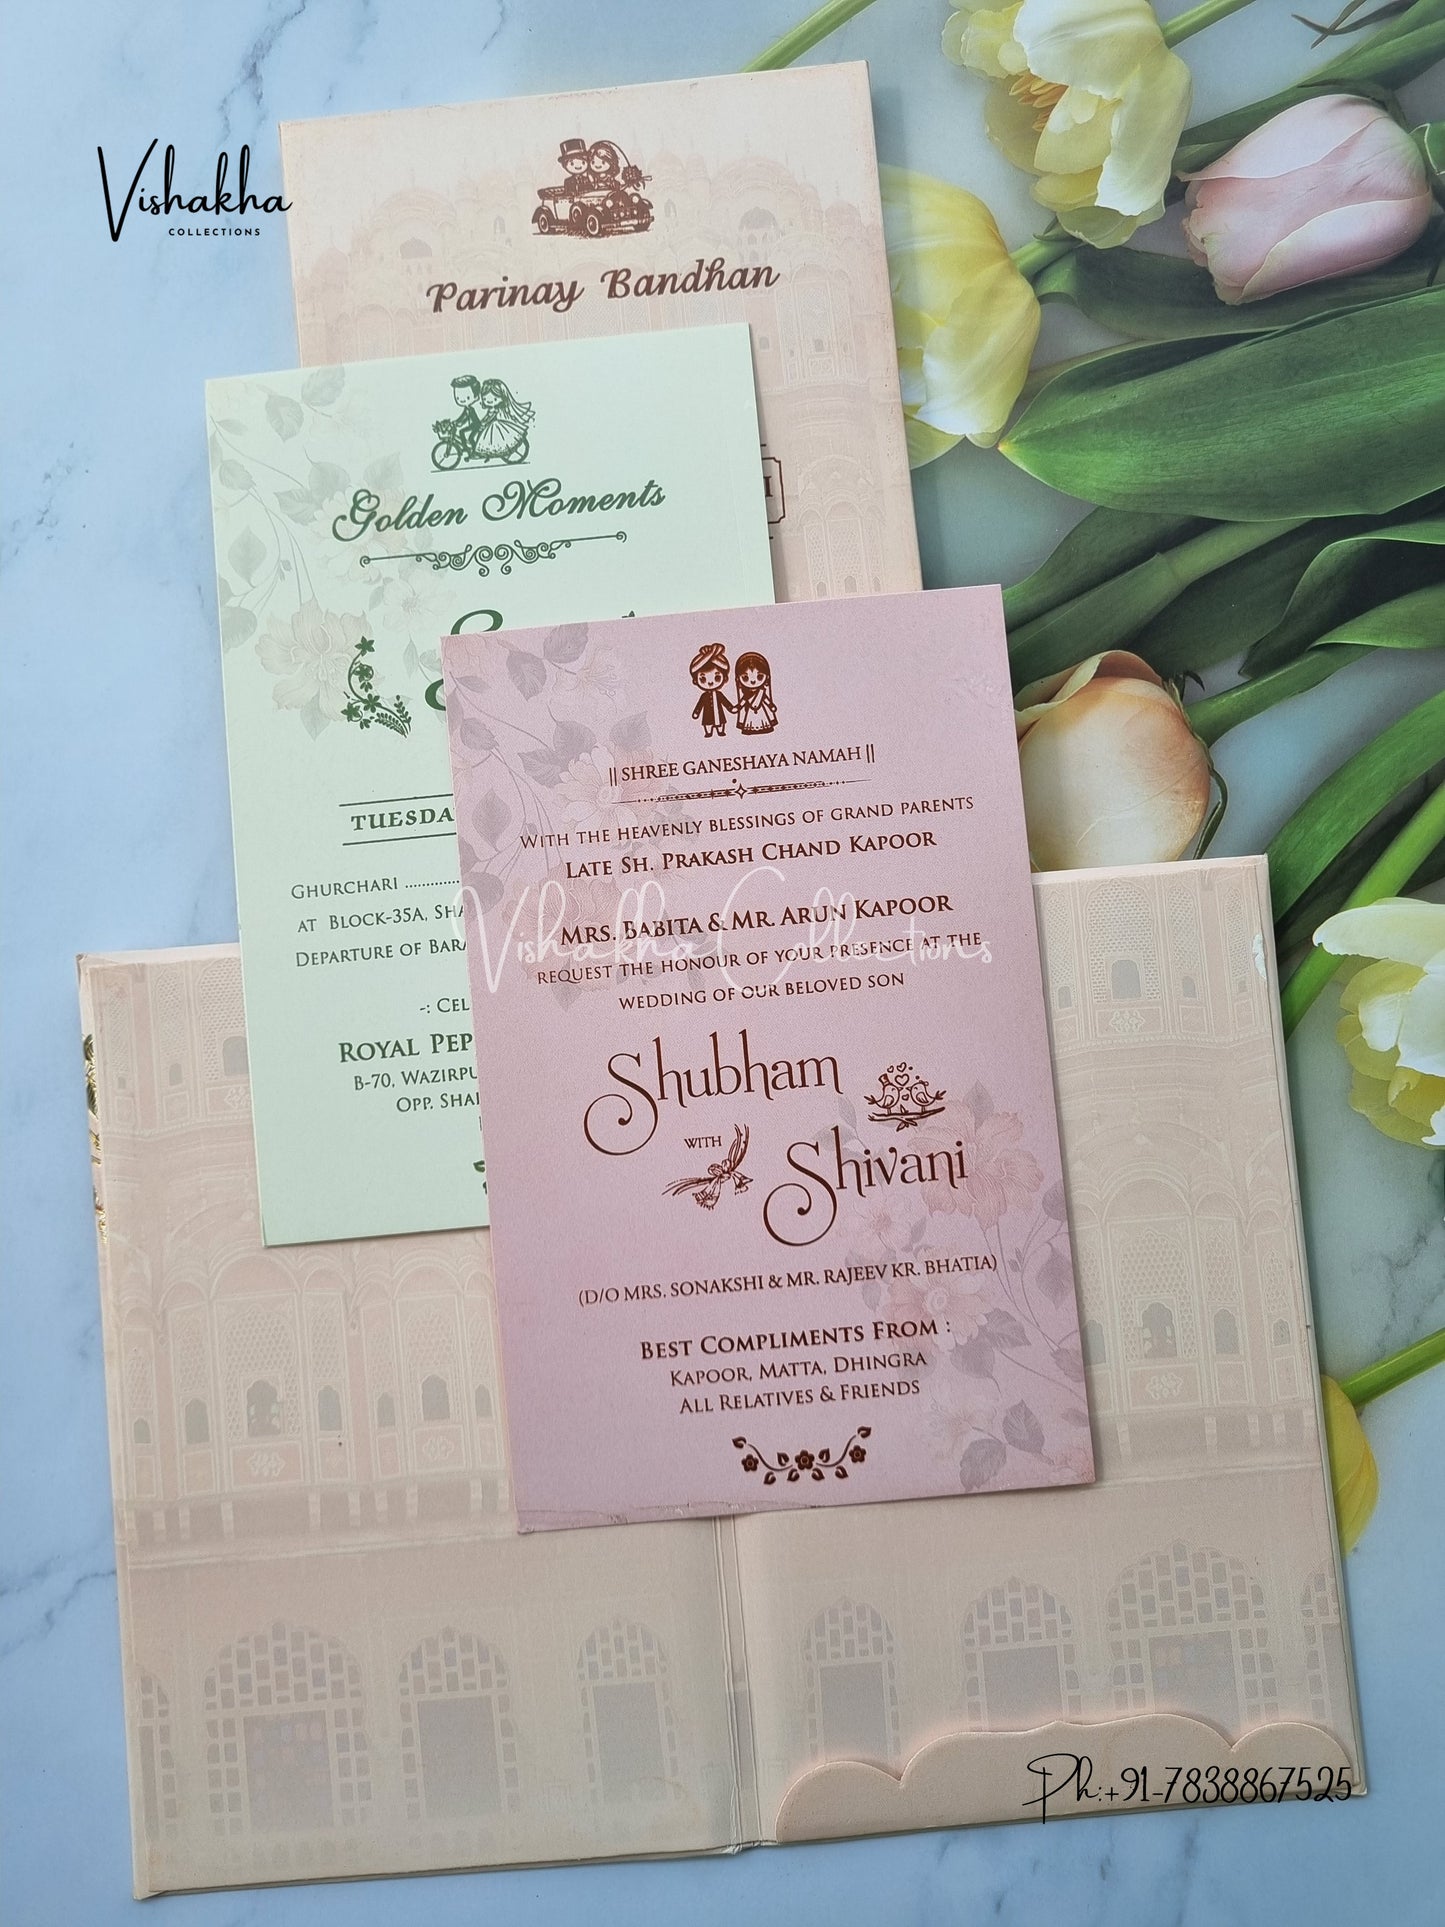 Vishakha
COLLECTIONS
Parinay Bandhan
Golden Moments
TUESDA
GHURCHARI ..............
AT BLOCK-35A, SHA
DEPARTURE OF BARA
-: CEL
ROYAL PEP
B-70, WAZIRPU
OPP. SHAL
|| SHREE GANESHAYA NAMAH ||
WITH THE HEAVENLY BLESSINGS OF GRAND PARENTS
LATE SH. PRAKASH CHAND KAPOOR
MRS. BABITA & MR. ARUN KAPOOR
Vishakha Collections
REQUEST THE HONOUR OF YOUR PRESENCE AT THE
WEDDING OF OUR BELOVED SON
Shubham
WITH
Shivani
(D/O MRS. SONAKSHI & MR. RAJEEV KR. BHATIA)
BEST COMPLIMENTS FROM :
KAPOOR, MATTA, DHINGRA
ALL RELATIVES & FRIENDS
Ph:+91-7838867525